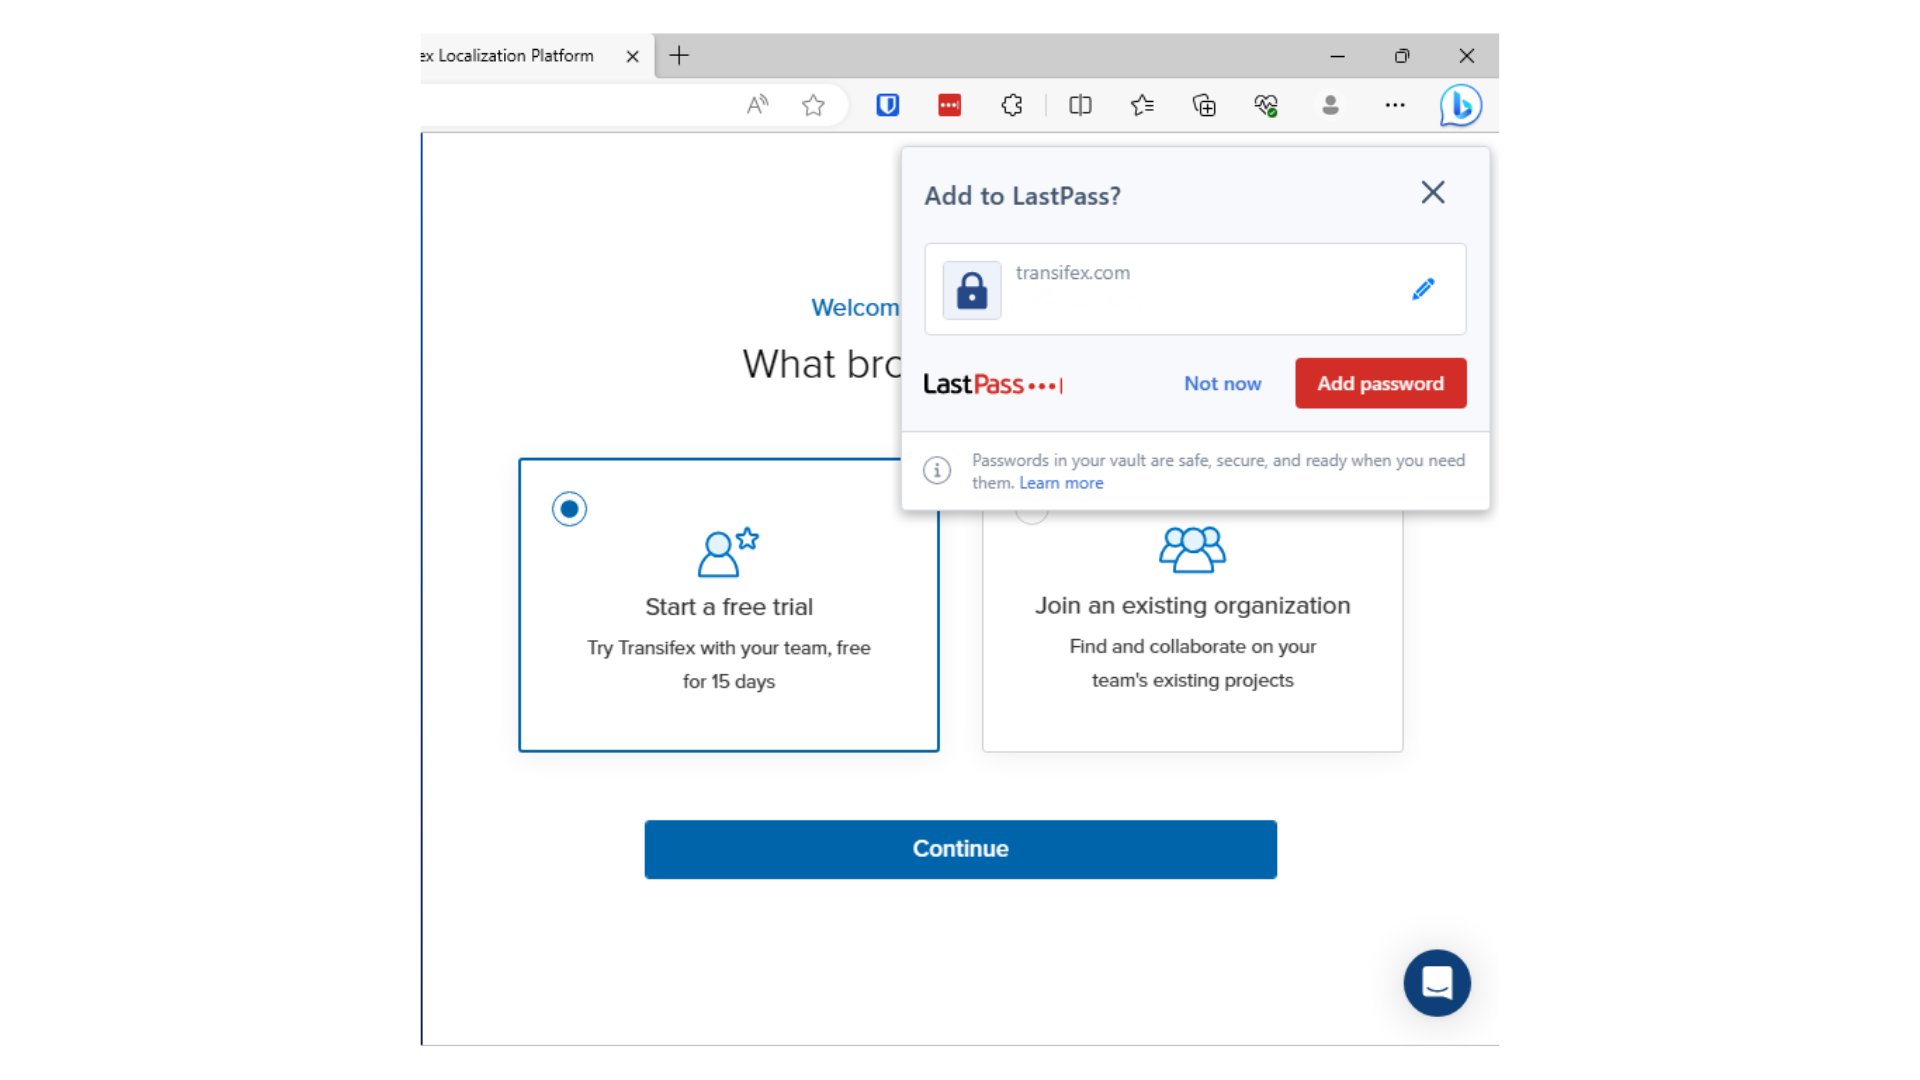 ex Localization Platform
Add to LastPass?
transifex.com
LastPass
Not now
Add password
Passwords in your vault are safe, secure, and ready when you need
them. Learn more
Welcom
What bro
Start a free trial
Try Transifex with your team, free
for 15 days
Join an existing organization
Find and collaborate on your
team's existing projects
Continue